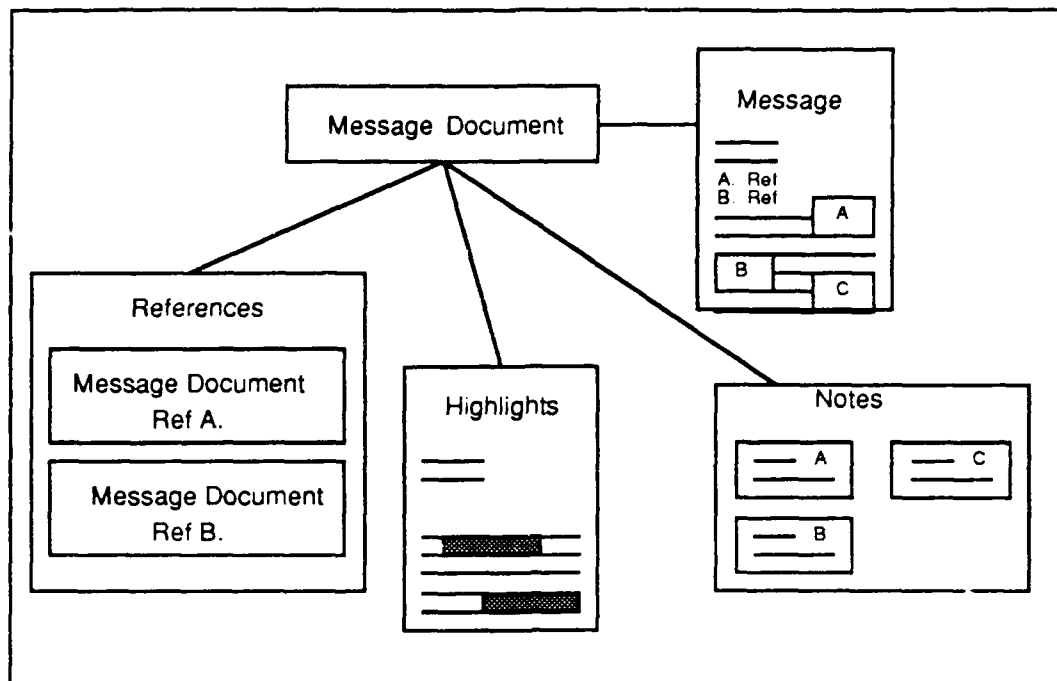 Message Document
Message
A. Ref
B. Ref
A
B
C
References
Message Document
Ref A.
Message Document
Ref B.
Highlights
Notes
A
C
B